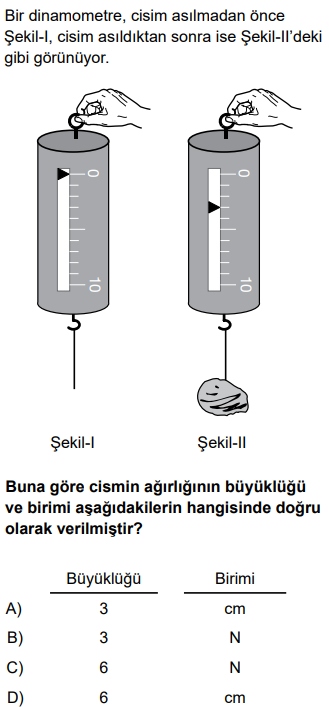 Bir dinamometre, cisim asılmadan önce
Şekil-I, cisim asıldıktan sonra ise Şekil-II'deki
gibi görünüyor.
0
10
0
10
Şekil-I
Şekil-II
Buna göre cismin ağırlığının büyüklüğü
ve birimi aşağıdakilerin hangisinde doğru
olarak verilmiştir?
Büyüklüğü Birimi
A) 3 cm
B) 3 N
C) 6 N
D) 6 cm